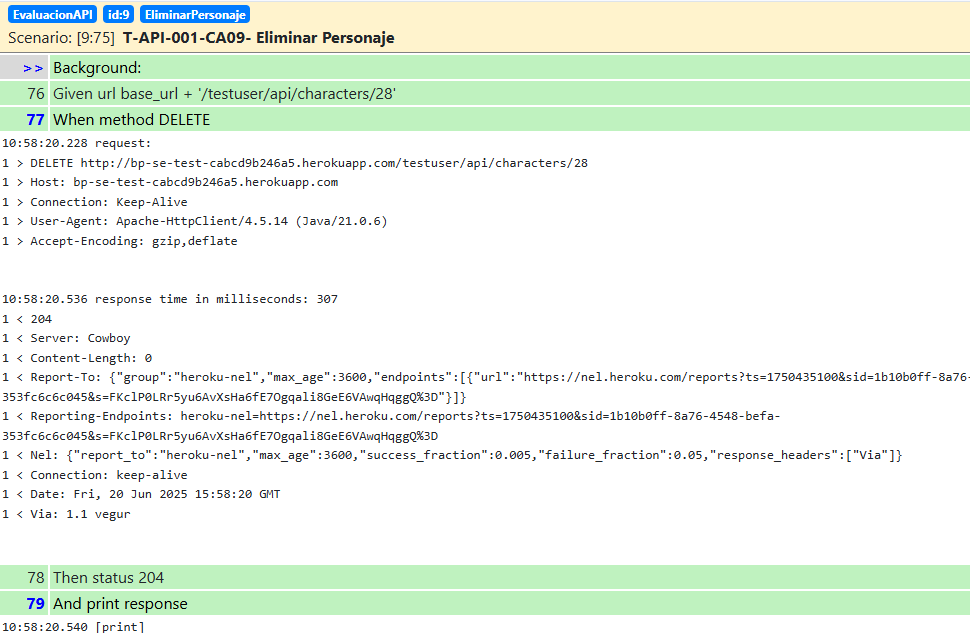 EvaluacionAPI id:9 EliminarPersonaje
Scenario: [9:75] T-API-001-CA09- Eliminar Personaje
>> Background:
76 Given url base_url + '/testuser/api/characters/28'
77 When method DELETE
10:58:20.228 request:
1 > DELETE http://bp-se-test-cabcd9b246a5.herokuapp.com/testuser/api/characters/28
1 > Host: bp-se-test-cabcd9b246a5.herokuapp.com
1 > Connection: Keep-Alive
1 > User-Agent: Apache-HttpClient/4.5.14 (Java/21.0.6)
1 > Accept-Encoding: gzip,deflate
10:58:20.536 response time in milliseconds: 307
1 < 204
1 < Server: Cowboy
1 < Content-Length: 0
1 < Report-To: {"group":"heroku-nel","max_age":3600,"endpoints":[{"url":"https://nel.heroku.com/reports?ts=1750435100&sid=1b10b0ff-8a76-
353fc6c6c045&s=FKclP0LRr5yu6AvXsHa6fE7Ogqali8GeE6VAwqHqggQ%3D"}]}
1 < Reporting-Endpoints: heroku-nel=https://nel.heroku.com/reports?ts=1750435100&sid=1b10b0ff-8a76-4548-befa-
353fc6c6c045&s=FKclP0LRr5yu6AvXsHa6fE7Ogqali8GeE6VAwqHqggQ%3D
1 < Nel: {"report_to":"heroku-nel","max_age":3600,"success_fraction":0.005,"failure_fraction":0.05,"response_headers":["Via"]}
1 < Connection: keep-alive
1 < Date: Fri, 20 Jun 2025 15:58:20 GMT
1 < Via: 1.1 vegur
78 Then status 204
79 And print response
10:58:20.540 [print]